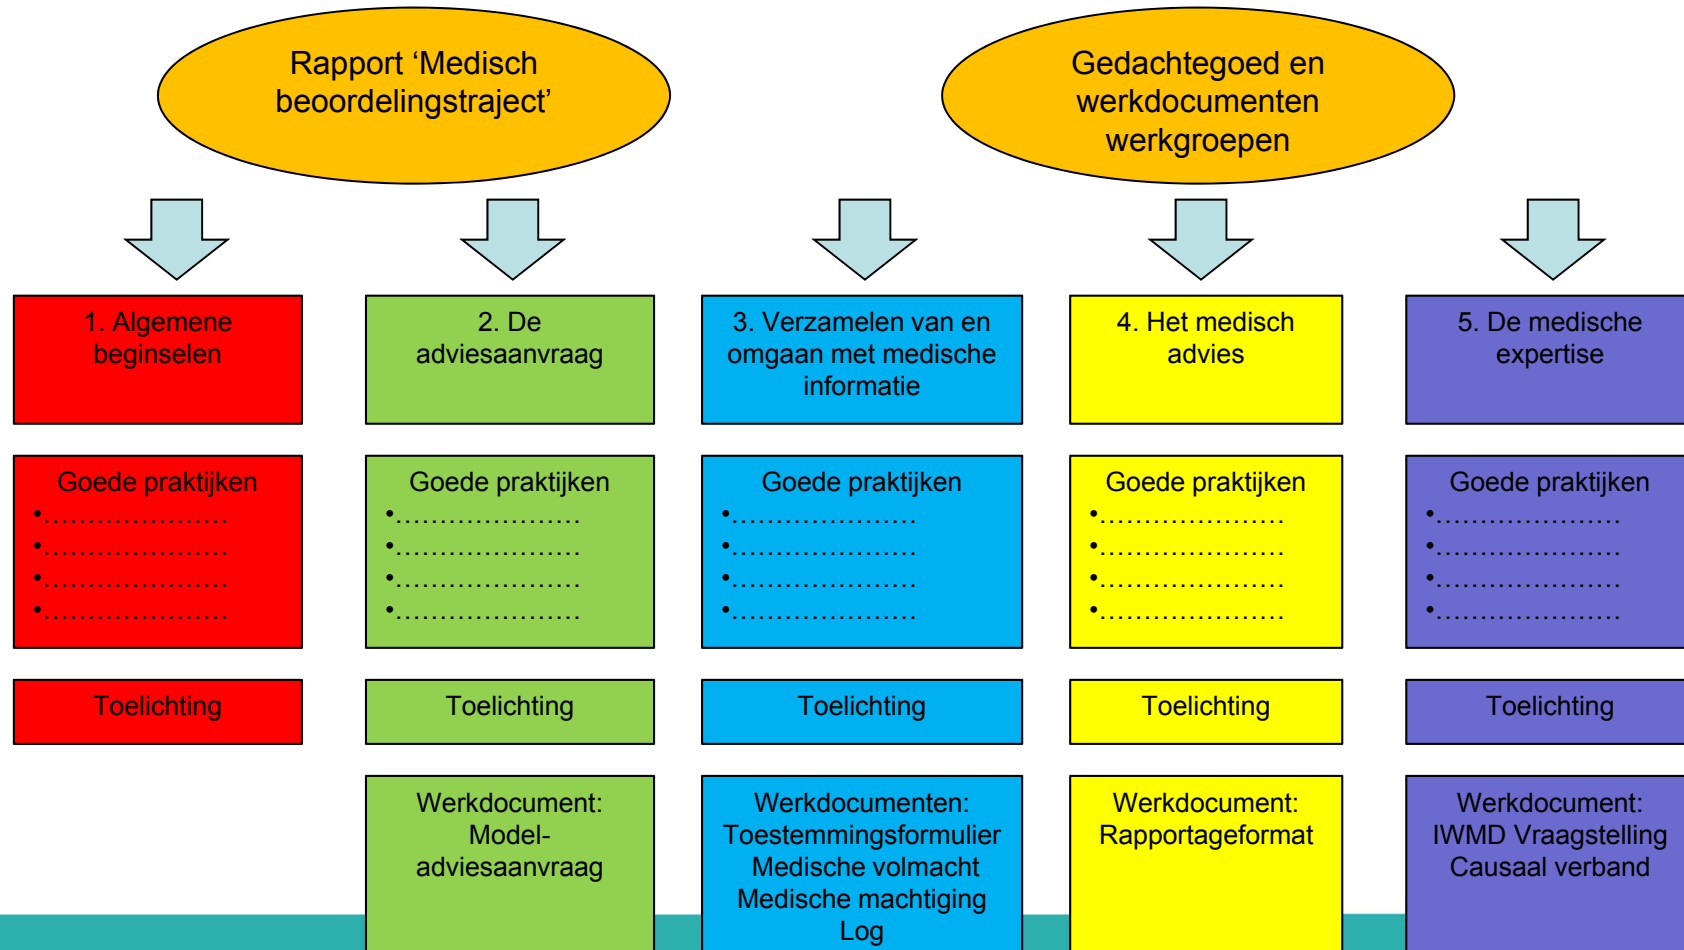 Rapport ‘Medisch
beoordelingstraject’
Gedachtegoed en
werkdocumenten
werkgroepen
1. Algemene
beginselen
2. De
adviesaanvraag
3. Verzamelen van en
omgaan met medische
informatie
4. Het medisch
advies
5. De medische
expertise
Goede praktijken
•………………….
•………………….
•………………….
•………………….
Goede praktijken
•………………….
•………………….
•………………….
•………………….
Goede praktijken
•………………….
•………………….
•………………….
•………………….
Goede praktijken
•………………….
•………………….
•………………….
•………………….
Goede praktijken
•………………….
•………………….
•………………….
•………………….
Toelichting
Toelichting
Toelichting
Toelichting
Toelichting
Werkdocument:
Model-
adviesaanvraag
Werkdocumenten:
Toestemmingsformulier
Medische volmacht
Medische machtiging
Log
Werkdocument:
Rapportageformat
Werkdocument:
IWMD Vraagstelling
Causaal verband